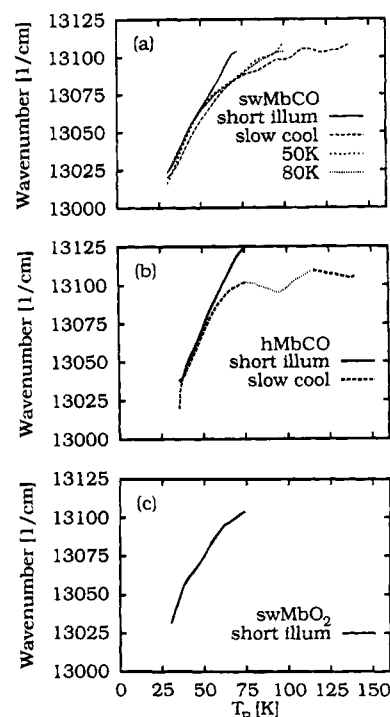 13125
13100
13075
13050
13025
13000
Wavenumber [1/cm]
(a)
swMbCO
short illum
slow cool
50K
80K
13125
13100
13075
13050
13025
13000
Wavenumber [1/cm]
(b)
hMbCO
short illum
slow cool
13125
13100
13075
13050
13025
13000
Wavenumber [1/cm]
(c)
swMbO₂
short illum
0 25 50 75 100 125 150
[K]